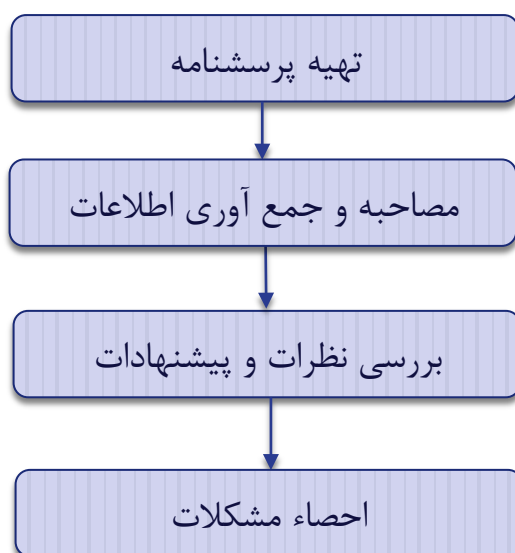 تهیه پرسشنامه
مصاحبه و جمع آوری اطلاعات
بررسی نظرات و پیشنهادات
احصاء مشکلات